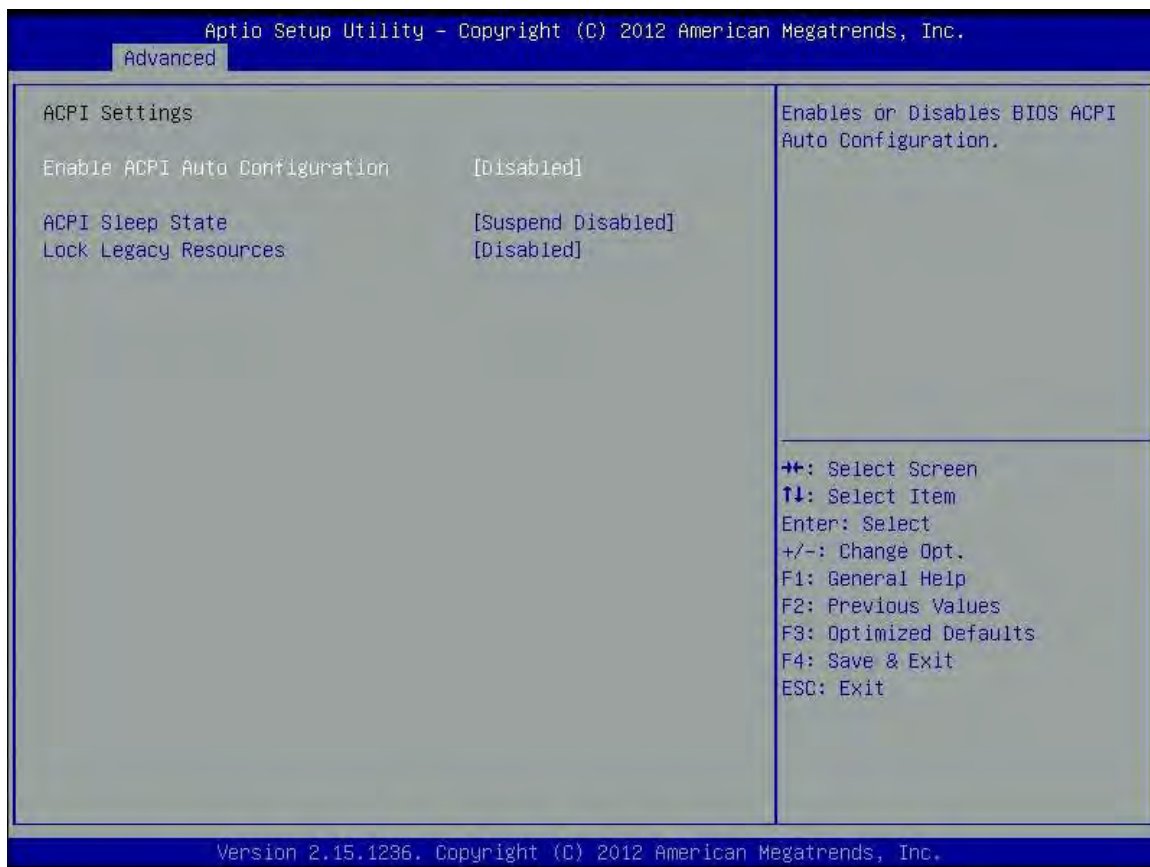 Aptio Setup Utility – Copyright (C) 2012 American Megatrends, Inc.
Advanced
ACPI Settings
Enable ACPI Auto Configuration [Disabled]
ACPI Sleep State [Suspend Disabled]
Lock Legacy Resources [Disabled]
Enables or Disables BIOS ACPI
Auto Configuration.
→←: Select Screen
↑↓: Select Item
Enter: Select
+/-: Change Opt.
F1: General Help
F2: Previous Values
F3: Optimized Defaults
F4: Save & Exit
ESC: Exit
Version 2.15.1236. Copyright (C) 2012 American Megatrends, Inc.